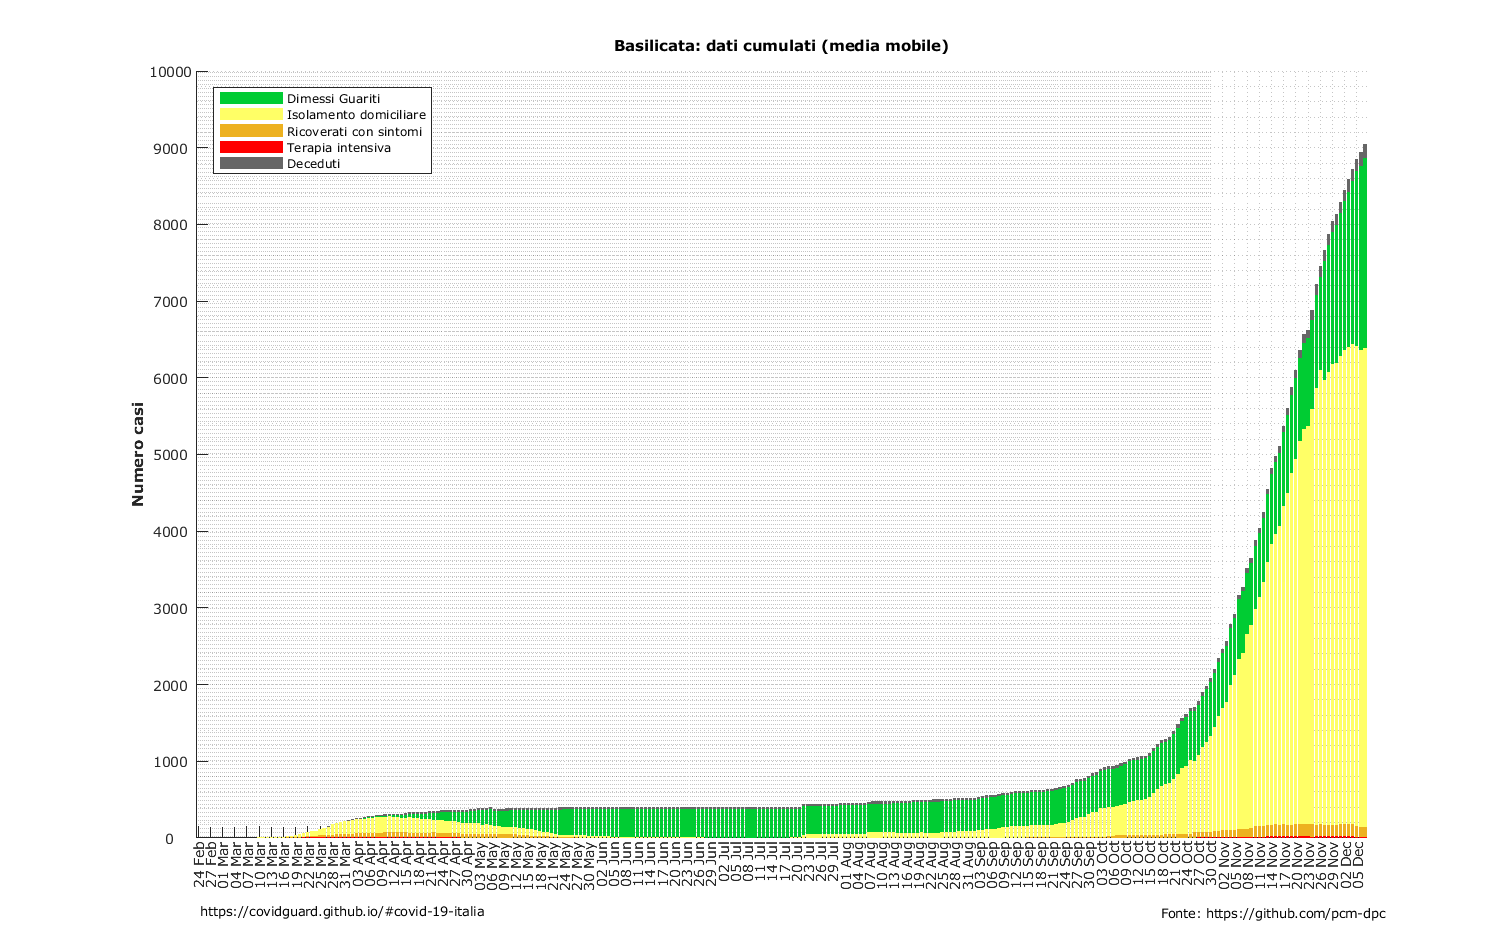 Basilicata: dati cumulati (media mobile)
10000
9000
8000
7000
6000
5000
4000
3000
2000
1000
0
Numero casi
Dimessi Guariti
Isolamento domiciliare
Ricoverati con sintomi
Terapia intensiva
Deceduti
24 Feb
27 Feb
01 Mar
04 Mar
07 Mar
10 Mar
13 Mar
16 Mar
19 Mar
22 Mar
25 Mar
28 Mar
31 Mar
03 Apr
06 Apr
09 Apr
12 Apr
15 Apr
18 Apr
21 Apr
24 Apr
27 Apr
30 Apr
03 May
06 May
09 May
12 May
15 May
18 May
21 May
24 May
27 May
30 May
02 Jun
05 Jun
08 Jun
11 Jun
14 Jun
17 Jun
20 Jun
23 Jun
26 Jun
29 Jun
02 Jul
05 Jul
08 Jul
11 Jul
14 Jul
17 Jul
20 Jul
23 Jul
26 Jul
29 Jul
01 Aug
04 Aug
07 Aug
10 Aug
13 Aug
16 Aug
19 Aug
22 Aug
25 Aug
28 Aug
31 Aug
03 Sep
06 Sep
09 Sep
12 Sep
15 Sep
18 Sep
21 Sep
24 Sep
27 Sep
30 Sep
03 Oct
06 Oct
09 Oct
12 Oct
15 Oct
18 Oct
21 Oct
24 Oct
27 Oct
30 Oct
02 Nov
05 Nov
08 Nov
11 Nov
14 Nov
17 Nov
20 Nov
23 Nov
26 Nov
29 Nov
02 Dec
05 Dec
https://covidguard.github.io/#covid-19-italia
Fonte: https://github.com/pcm-dpc